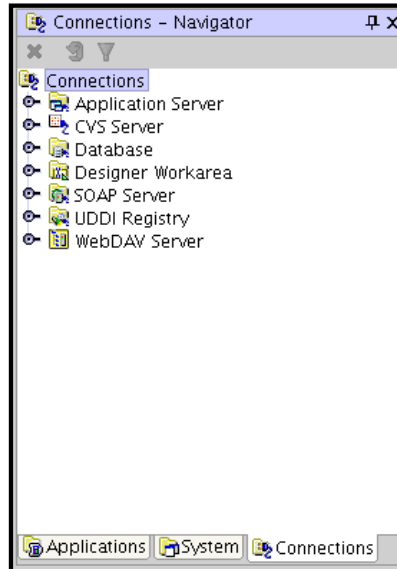 Connections - Navigator
Connections
Application Server
CVS Server
Database
Designer Workarea
SOAP Server
UDDI Registry
WebDAV Server
Applications System Connections